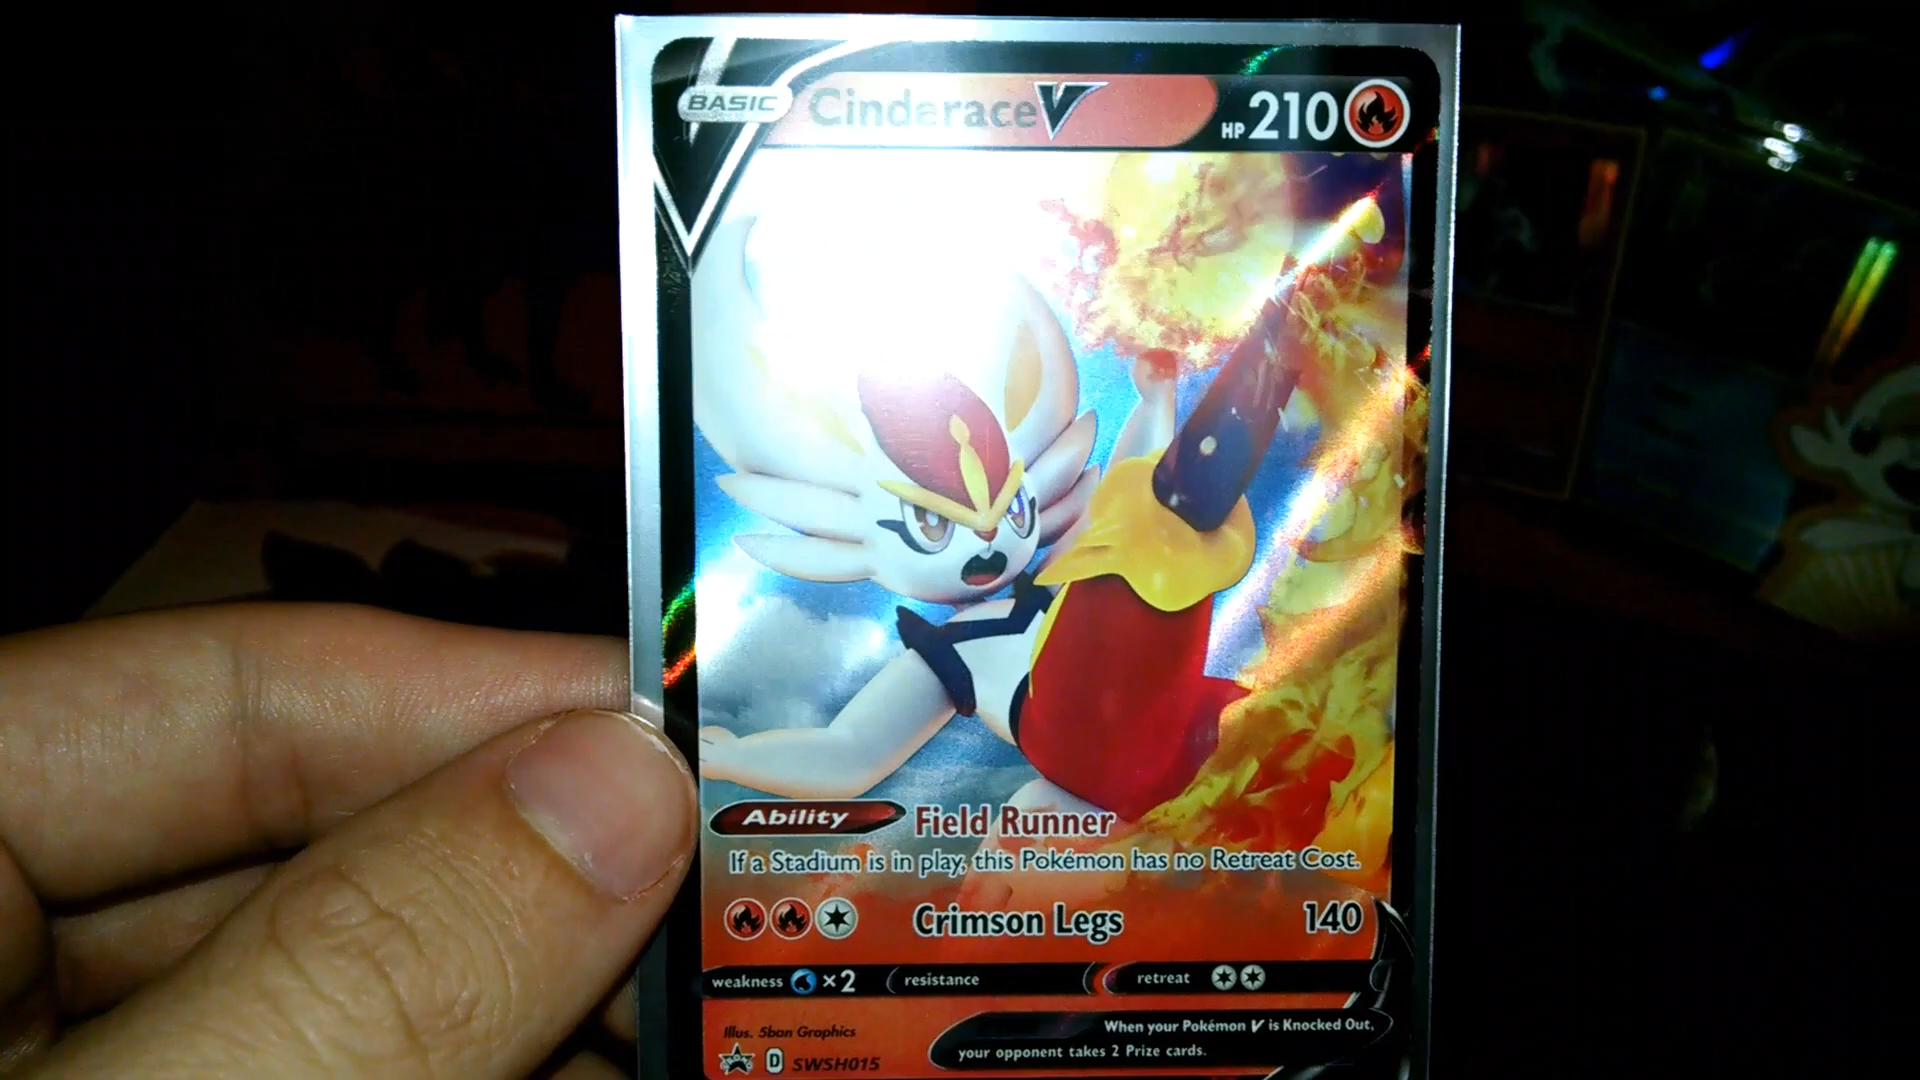 BASIC Cinderace V HP 210
Ability Field Runner
If a Stadium is in play, this Pokémon has no Retreat Cost.
Crimson Legs 140
weakness ×2 resistance retreat
Illus. 5ban Graphics
When your Pokémon V is Knocked Out,
your opponent takes 2 Prize cards.
PROMO D SWSH015